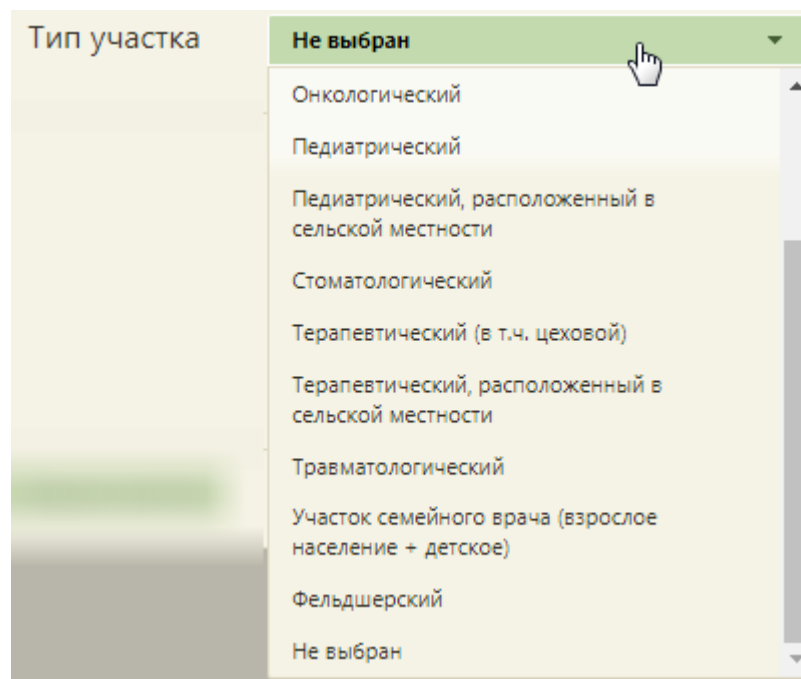 Тип участка
Не выбран
Онкологический
Педиатрический
Педиатрический, расположенный в
сельской местности
Стоматологический
Терапевтический (в т.ч. цеховой)
Терапевтический, расположенный в
сельской местности
Травматологический
Участок семейного врача (взрослое
население + детское)
Фельдшерский
Не выбран